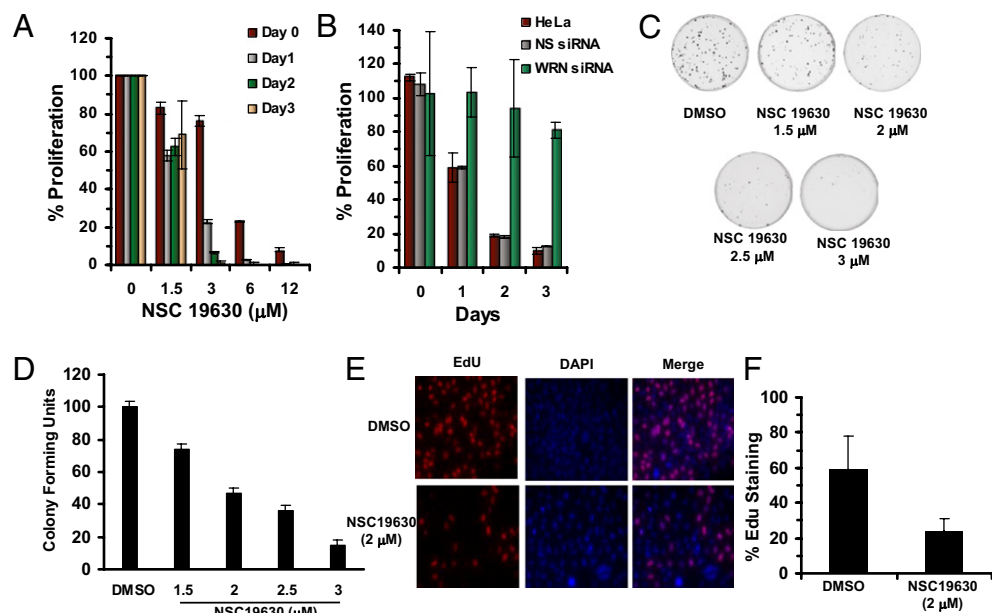 A
% Proliferation
120
100
80
60
40
20
0
0 1.5 3 6 12
NSC 19630 (μM)
Day 0
Day1
Day2
Day3
B
% Proliferation
140
120
100
80
60
40
20
0
0 1 2 3
Days
HeLa
NS siRNA
WRN siRNA
C
DMSO
NSC 19630
1.5 μM
NSC 19630
2 μM
NSC 19630
2.5 μM
NSC 19630
3 μM
D
Colony Forming Units
120
100
80
60
40
20
0
DMSO 1.5 2 2.5 3
NSC19630 (μM)
E
EdU DAPI Merge
DMSO
NSC19630
(2 μM)
F
% Edu Staining
100
80
60
40
20
0
DMSO NSC19630
(2 μM)